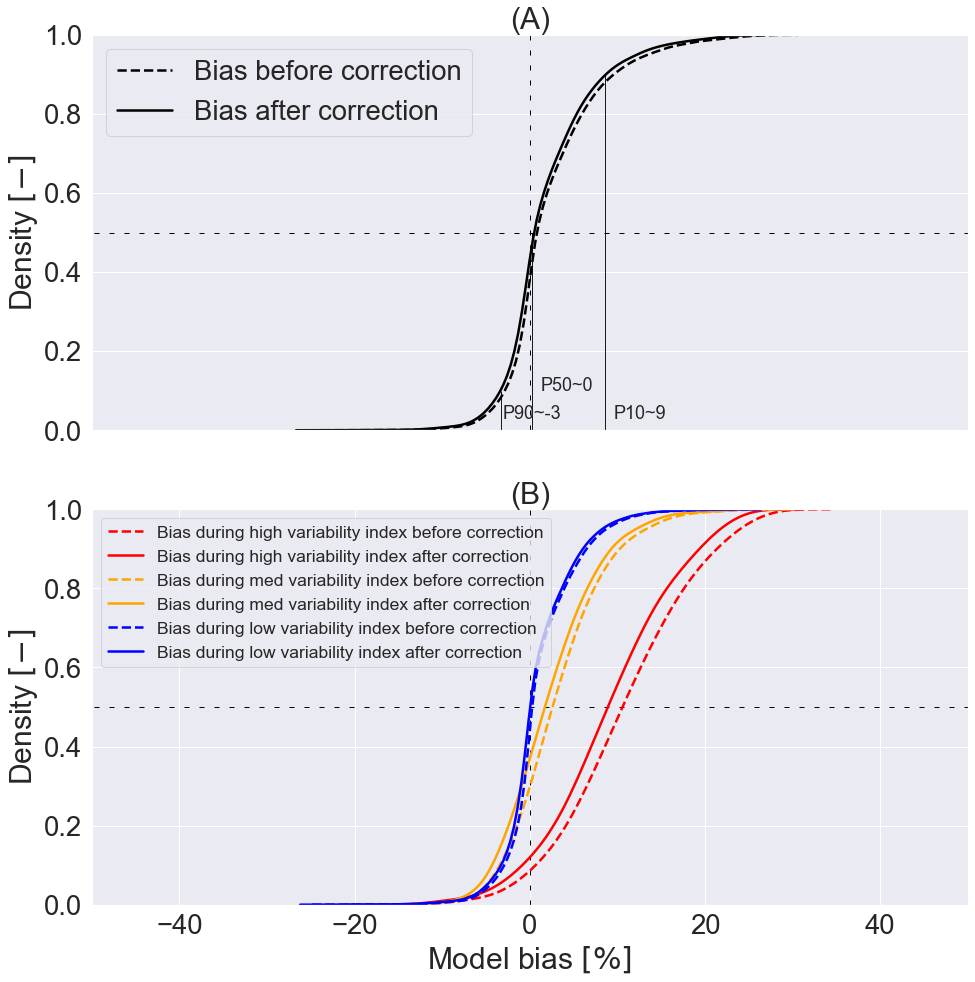 (A)
1.0
0.8
0.6
0.4
0.2
0.0
Density [−]
Bias before correction
Bias after correction
P50~0
P90~-3
P10~9
(B)
1.0
0.8
0.6
0.4
0.2
0.0
Density [−]
Bias during high variability index before correction
Bias during high variability index after correction
Bias during med variability index before correction
Bias during med variability index after correction
Bias during low variability index before correction
Bias during low variability index after correction
−40 −20 0 20 40
Model bias [%]